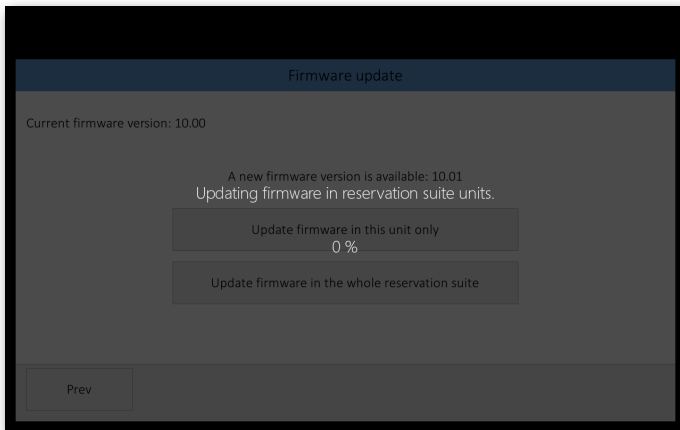 Firmware update
Current firmware version: 10.00
A new firmware version is available: 10.01
Updating firmware in reservation suite units.
Update firmware in this unit only
0 %
Update firmware in the whole reservation suite
Prev